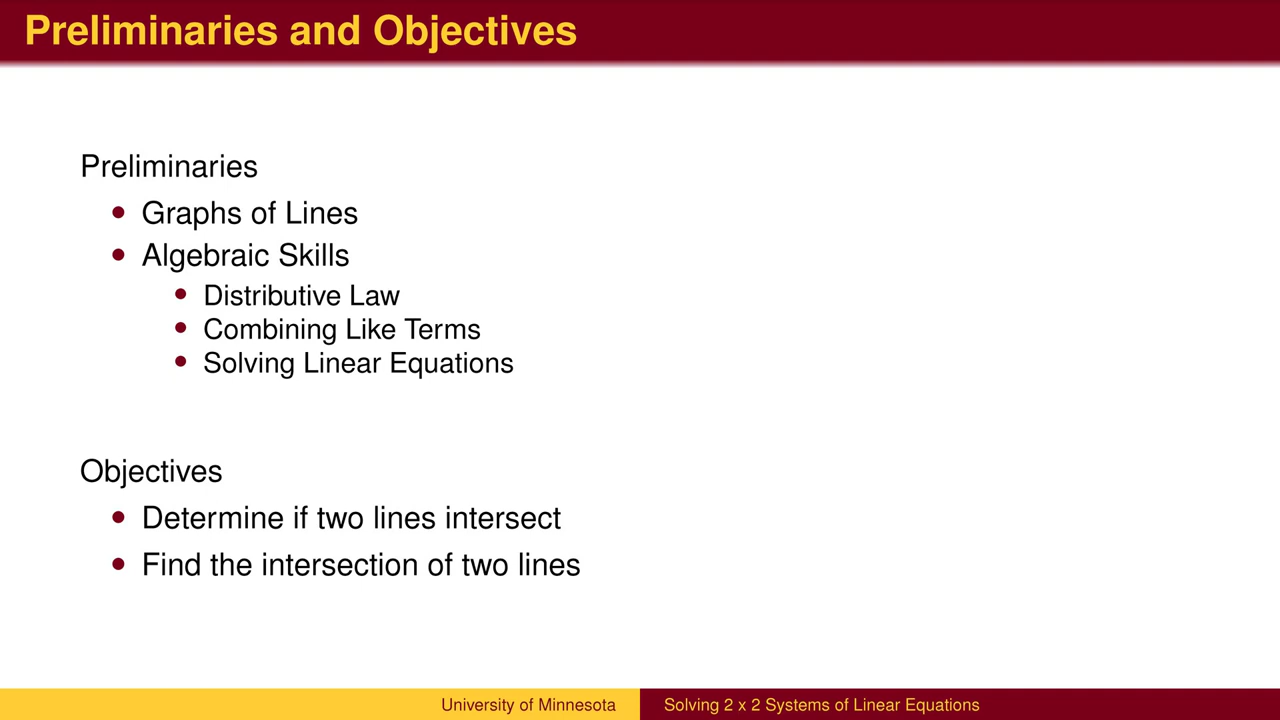 Preliminaries and Objectives
Preliminaries
• Graphs of Lines
• Algebraic Skills
• Distributive Law
• Combining Like Terms
• Solving Linear Equations
Objectives
• Determine if two lines intersect
• Find the intersection of two lines
University of Minnesota
Solving 2 x 2 Systems of Linear Equations